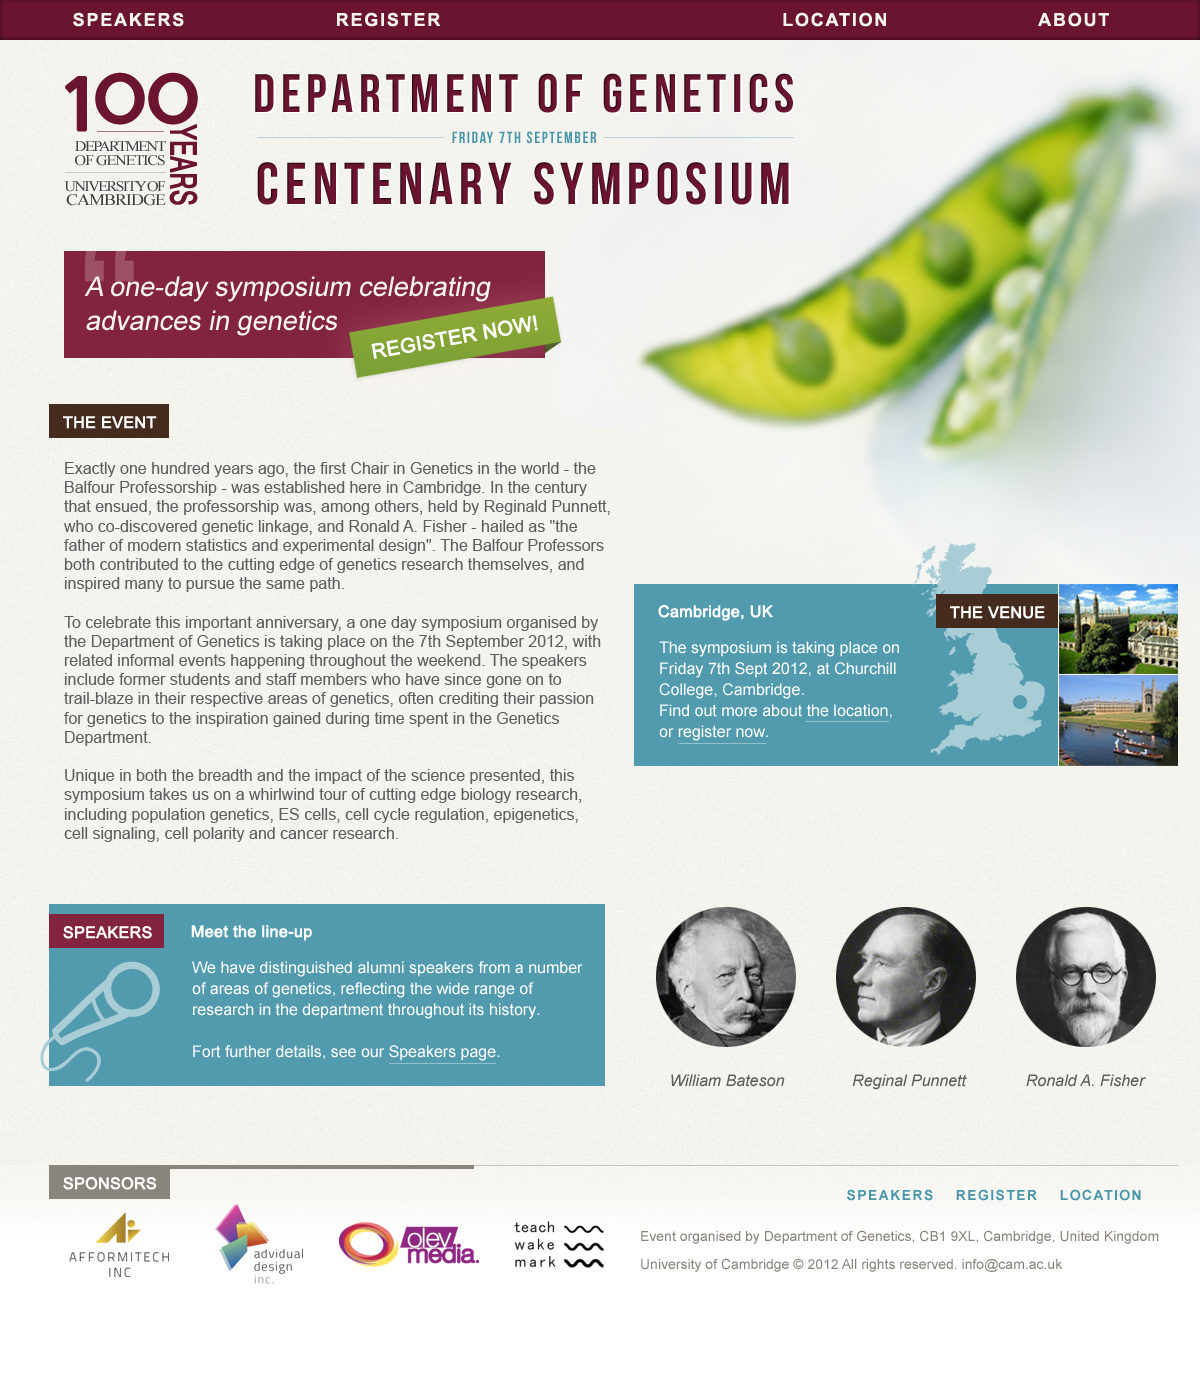 SPEAKERS
REGISTER
LOCATION
ABOUT
100
YEARS
DEPARTMENT
OF GENETICS
UNIVERSITY OF
CAMBRIDGE
DEPARTMENT OF GENETICS
FRIDAY 7TH SEPTEMBER
CENTENARY SYMPOSIUM
“
A one-day symposium celebrating
advances in genetics
REGISTER NOW!
THE EVENT
Exactly one hundred years ago, the first Chair in Genetics in the world - the
Balfour Professorship - was established here in Cambridge. In the century
that ensued, the professorship was, among others, held by Reginald Punnett,
who co-discovered genetic linkage, and Ronald A. Fisher - hailed as "the
father of modern statistics and experimental design". The Balfour Professors
both contributed to the cutting edge of genetics research themselves, and
inspired many to pursue the same path.
To celebrate this important anniversary, a one day symposium organised by
the Department of Genetics is taking place on the 7th September 2012, with
related informal events happening throughout the weekend. The speakers
include former students and staff members who have since gone on to
trail-blaze in their respective areas of genetics, often crediting their passion
for genetics to the inspiration gained during time spent in the Genetics
Department.
Unique in both the breadth and the impact of the science presented, this
symposium takes us on a whirlwind tour of cutting edge biology research,
including population genetics, ES cells, cell cycle regulation, epigenetics,
cell signaling, cell polarity and cancer research.
Cambridge, UK
THE VENUE
The symposium is taking place on
Friday 7th Sept 2012, at Churchill
College, Cambridge.
Find out more about the location,
or register now.
SPEAKERS
Meet the line-up
We have distinguished alumni speakers from a number
of areas of genetics, reflecting the wide range of
research in the department throughout its history.
Fort further details, see our Speakers page.
William Bateson
Reginal Punnett
Ronald A. Fisher
SPONSORS
AFFORMITECH
INC
advidual
design
inc.
olev
media.
teach
wake
mark
SPEAKERS
REGISTER
LOCATION
Event organised by Department of Genetics, CB1 9XL, Cambridge, United Kingdom
University of Cambridge © 2012 All rights reserved. info@cam.ac.uk